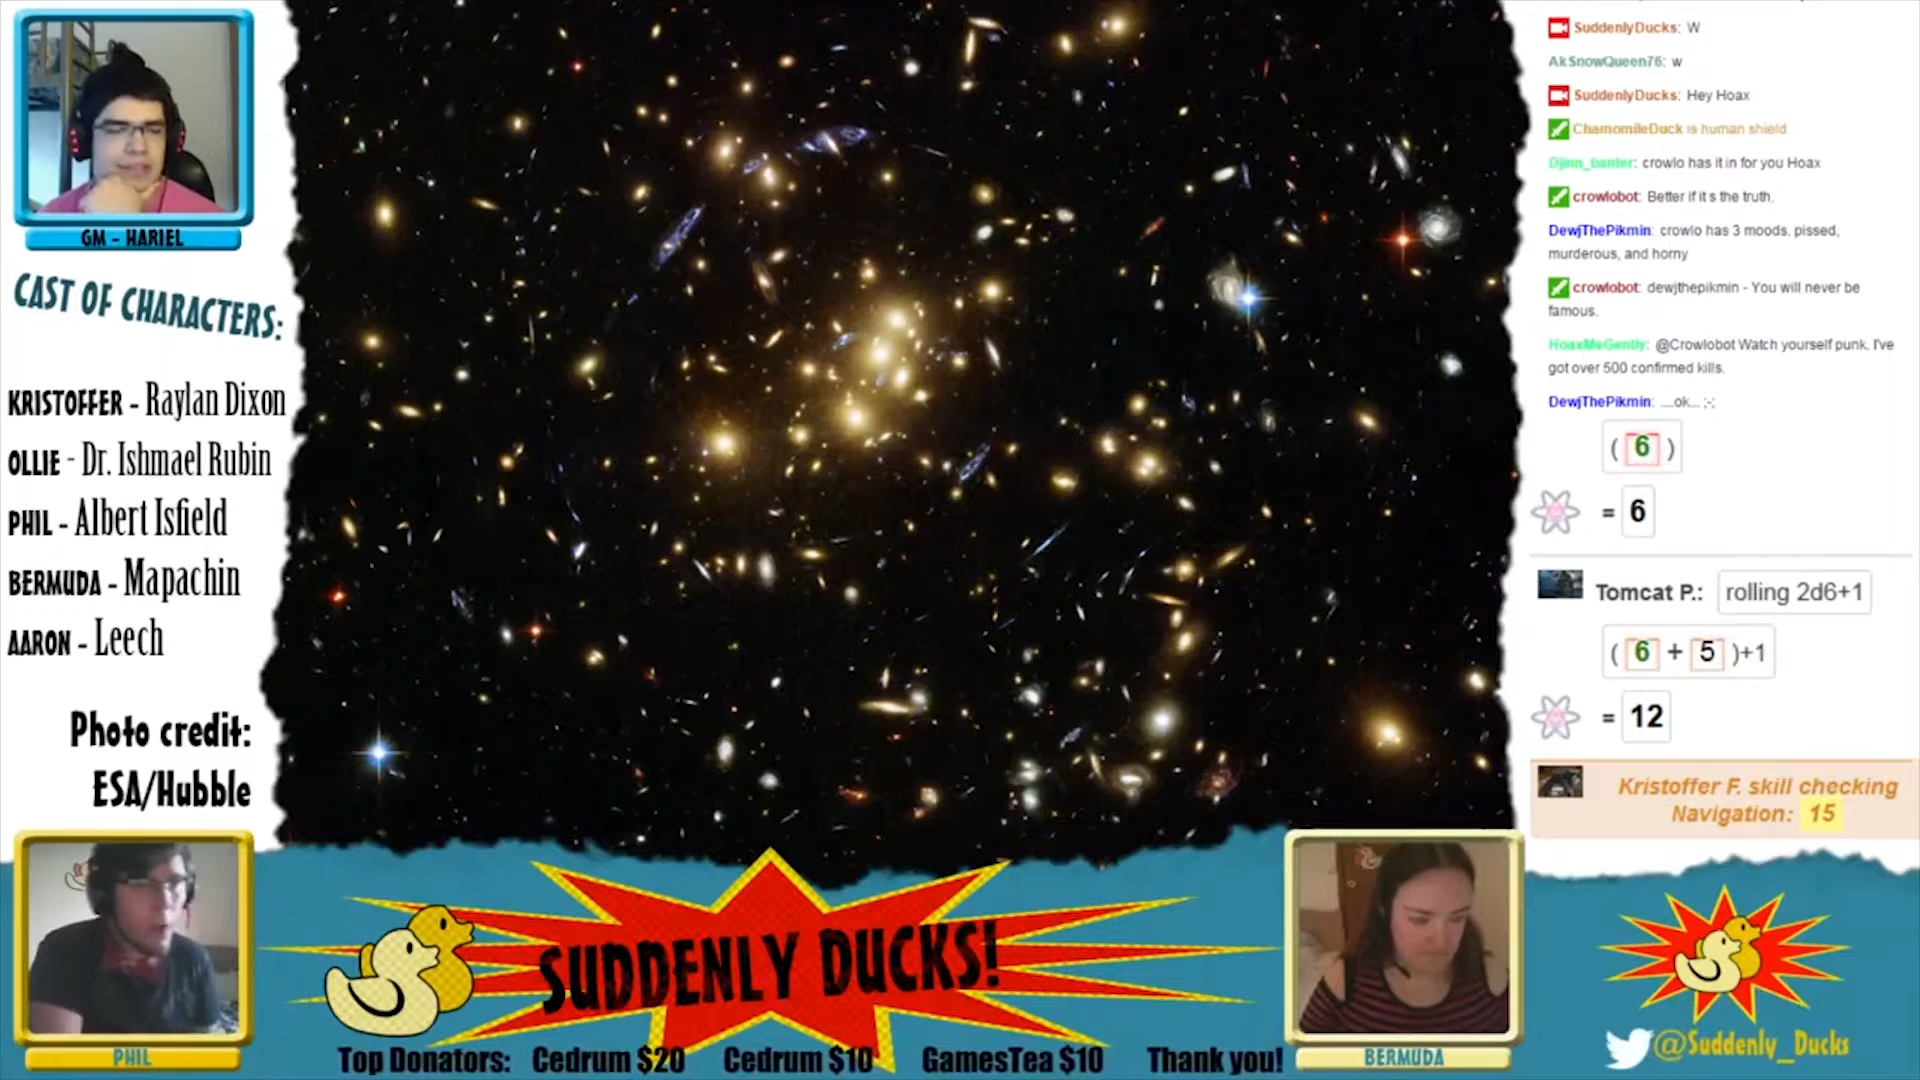 GM - HARIEL
CAST OF CHARACTERS:
KRISTOFFER - Raylan Dixon
OLLIE - Dr. Ishmael Rubin
PHIL - Albert Isfield
BERMUDA - Mapachin
AARON - Leech
Photo credit:
ESA/Hubble
PHIL
SUDDENLY DUCKS!
Top Donators: Cedrum $20 Cedrum $10 GamesTea $10 Thank you!
BERMUDA
SuddenlyDucks: W
AkSnowQueen76: w
SuddenlyDucks: Hey Hoax
ChamomileDuck is human shield
Djinn_banter: crowlo has it in for you Hoax
crowlobot: Better if it s the truth.
DewjThePikmin: crowlo has 3 moods. pissed,
murderous, and horny
crowlobot: dewjthepikmin - You will never be
famous.
HoaxMeGently: @Crowlobot Watch yourself punk. I've
got over 500 confirmed kills.
DewjThePikmin: ....ok... ;-;
( 6 )
= 6
Tomcat P.: rolling 2d6+1
( 6 + 5 )+1
= 12
Kristoffer F. skill checking
Navigation: 15
@Suddenly_Ducks